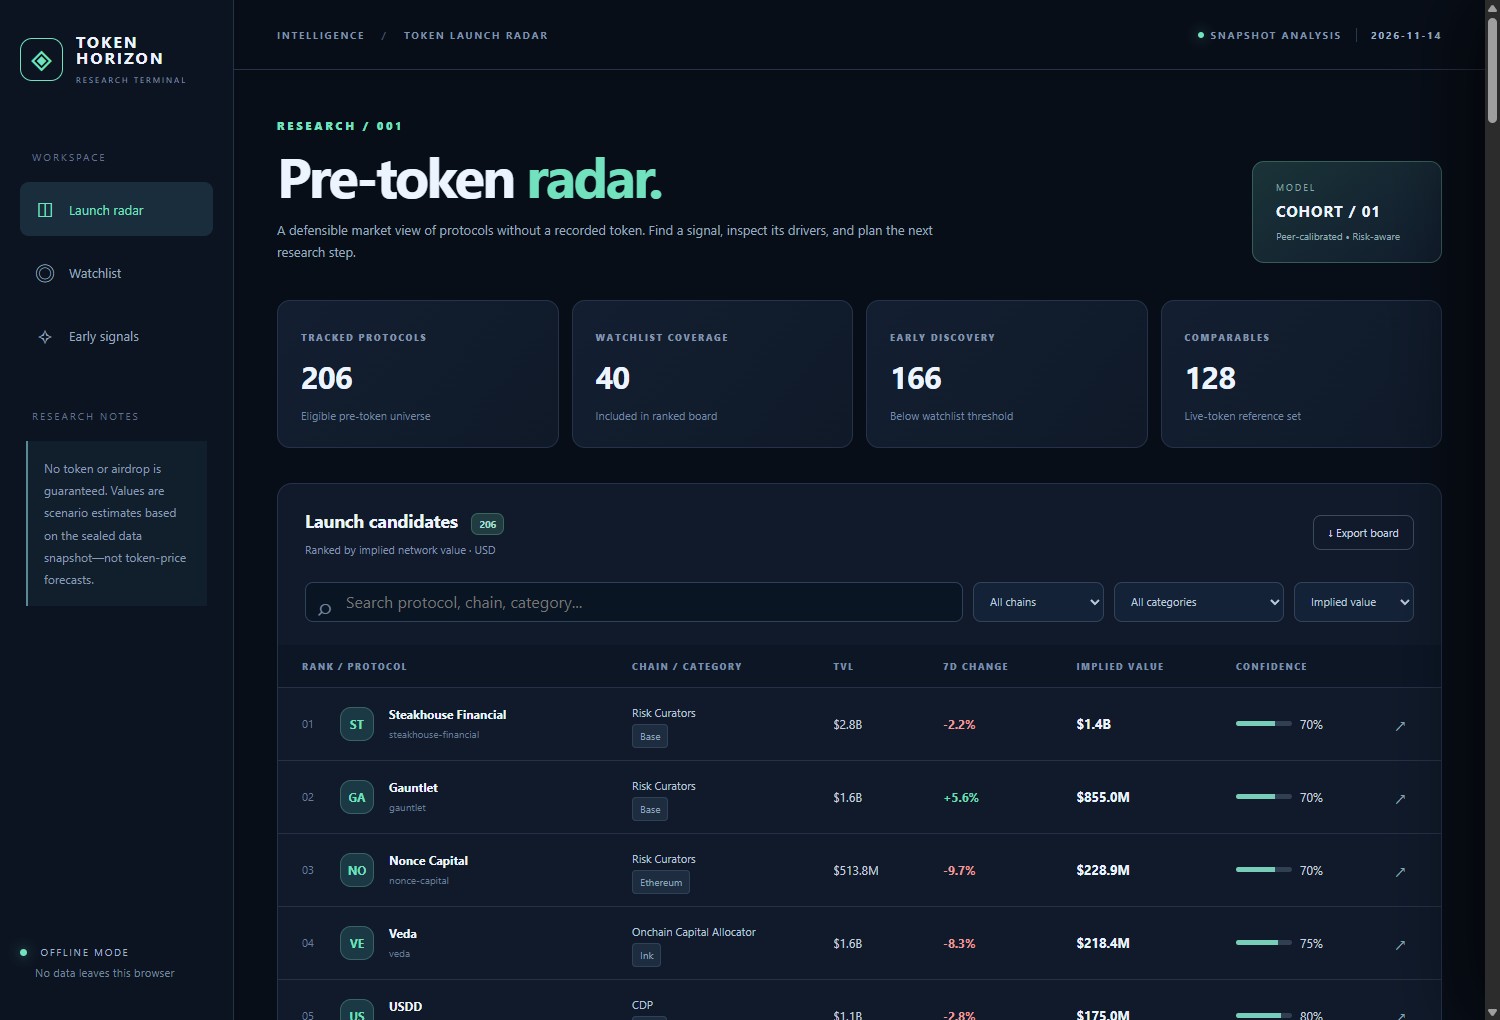 TOKEN
HORIZON
RESEARCH TERMINAL
WORKSPACE
Launch radar
Watchlist
Early signals
RESEARCH NOTES
No token or airdrop is
guaranteed. Values are
scenario estimates based
on the sealed data
snapshot—not token-price
forecasts.
OFFLINE MODE
No data leaves this browser
INTELLIGENCE / TOKEN LAUNCH RADAR
SNAPSHOT ANALYSIS 2026-11-14
RESEARCH / 001
Pre-token radar.
A defensible market view of protocols without a recorded token. Find a signal, inspect its drivers, and plan the next
research step.
MODEL
COHORT / 01
Peer-calibrated • Risk-aware
TRACKED PROTOCOLS
206
Eligible pre-token universe
WATCHLIST COVERAGE
40
Included in ranked board
EARLY DISCOVERY
166
Below watchlist threshold
COMPARABLES
128
Live-token reference set
Launch candidates 206
Ranked by implied network value · USD
↓ Export board
Search protocol, chain, category...
All chains
All categories
Implied value
RANK / PROTOCOL CHAIN / CATEGORY TVL 7D CHANGE IMPLIED VALUE CONFIDENCE
01 ST Steakhouse Financial steakhouse-financial Risk Curators Base $2.8B -2.2% $1.4B 70% ↗
02 GA Gauntlet gauntlet Risk Curators Base $1.6B +5.6% $855.0M 70% ↗
03 NO Nonce Capital nonce-capital Risk Curators Ethereum $513.8M -9.7% $228.9M 70% ↗
04 VE Veda veda Onchain Capital Allocator Ink $1.6B -8.3% $218.4M 75% ↗
05 US USDD CDP $1.1B -2.8% $175.0M 80% ↗